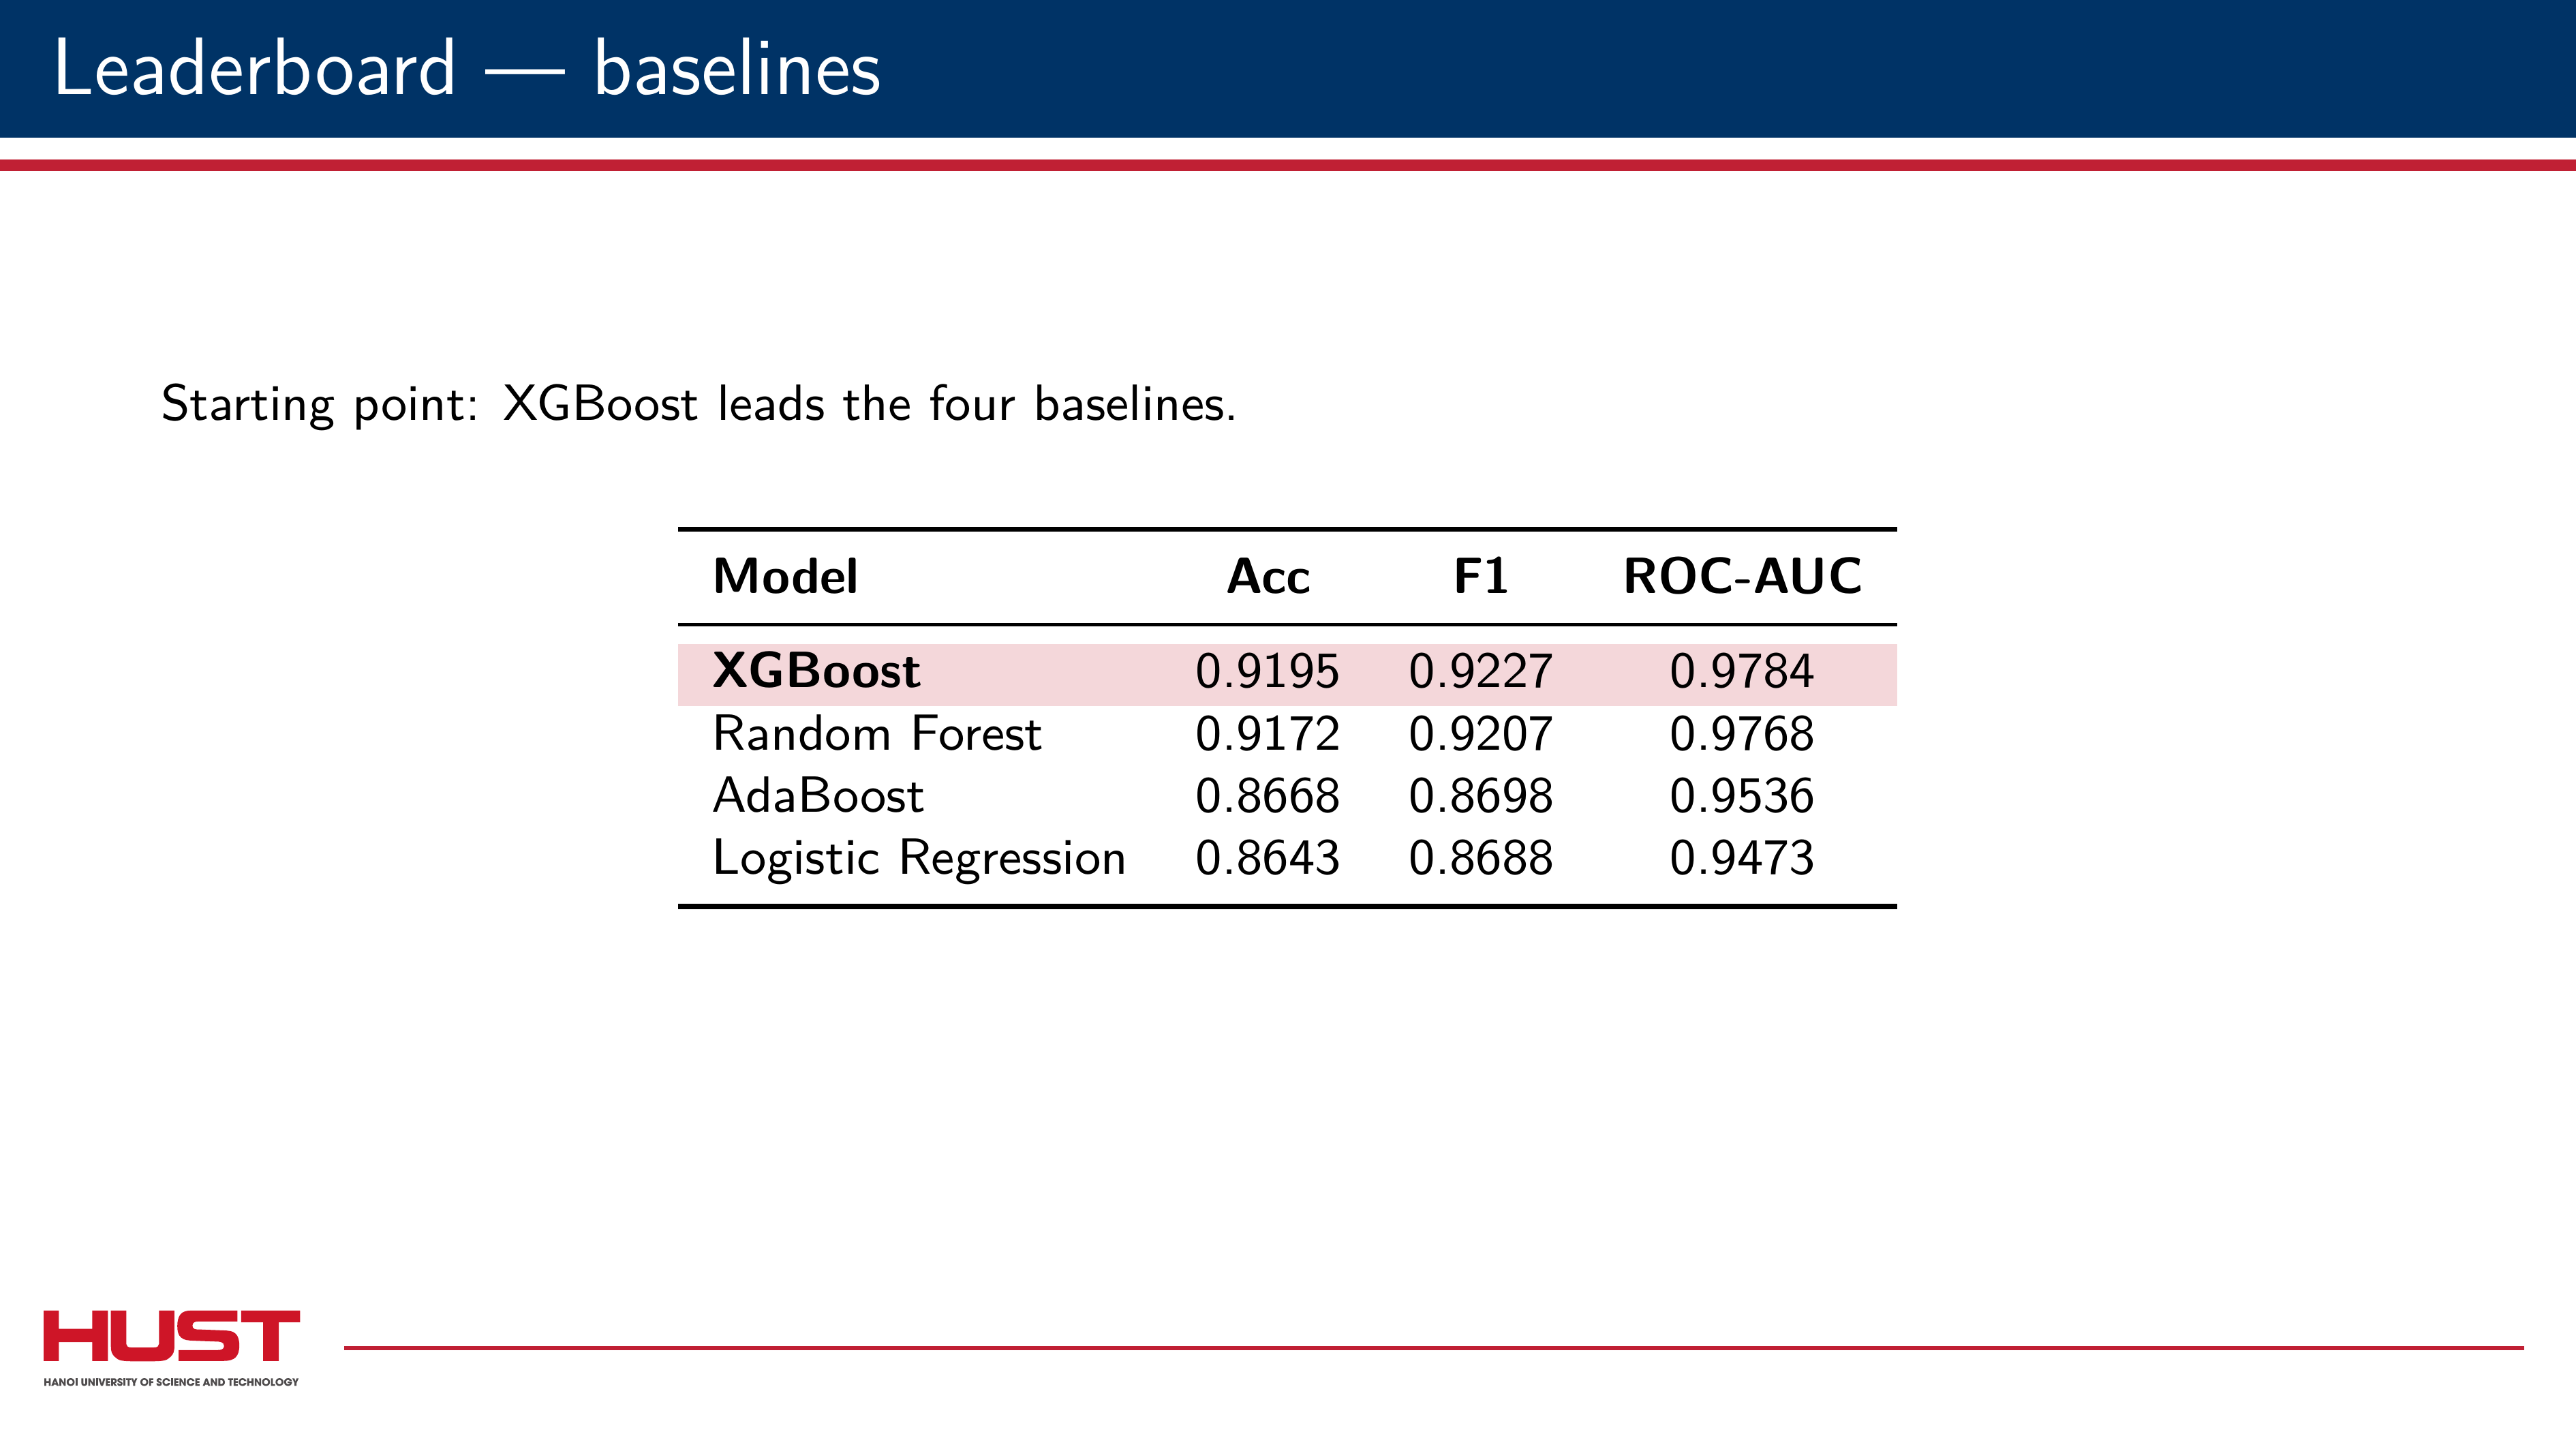 Leaderboard — baselines
Starting point: XGBoost leads the four baselines.
Model Acc F1 ROC-AUC
XGBoost 0.9195 0.9227 0.9784
Random Forest 0.9172 0.9207 0.9768
AdaBoost 0.8668 0.8698 0.9536
Logistic Regression 0.8643 0.8688 0.9473
HUST
HANOI UNIVERSITY OF SCIENCE AND TECHNOLOGY